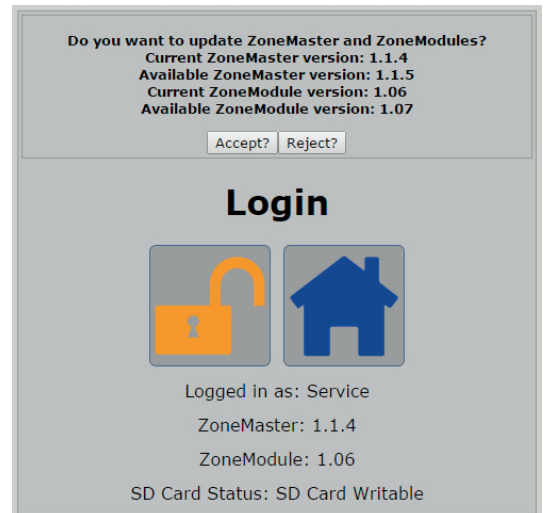 Do you want to update ZoneMaster and ZoneModules?
Current ZoneMaster version: 1.1.4
Available ZoneMaster version: 1.1.5
Current ZoneModule version: 1.06
Available ZoneModule version: 1.07
Accept? Reject?
Login
Logged in as: Service
ZoneMaster: 1.1.4
ZoneModule: 1.06
SD Card Status: SD Card Writable